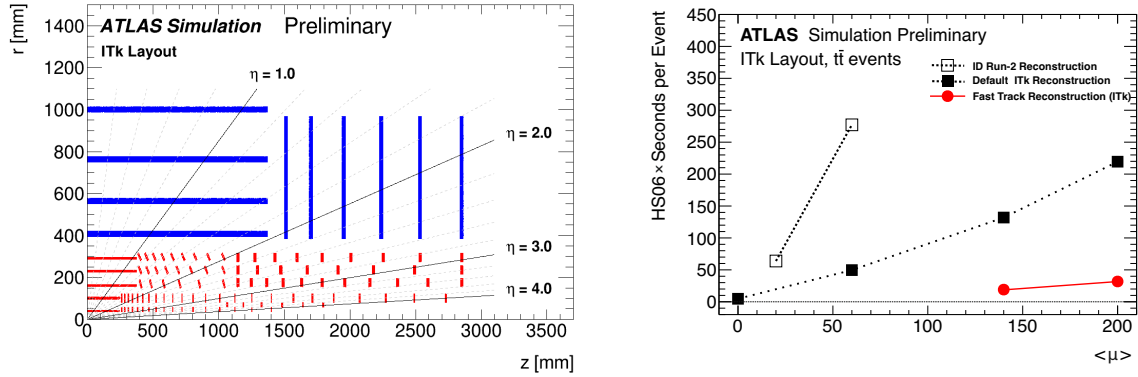 r [mm]
1400
1200
1000
800
600
400
200
0
ATLAS Simulation Preliminary
ITk Layout
η = 1.0
η = 2.0
η = 3.0
η = 4.0
0 500 1000 1500 2000 2500 3000 3500
z [mm]
HS06 × Seconds per Event
450
400
350
300
250
200
150
100
50
0
ATLAS Simulation Preliminary
ITk Layout, tt̄ events
ID Run-2 Reconstruction
Default ITk Reconstruction
Fast Track Reconstruction (ITk)
0 50 100 150 200
<μ>